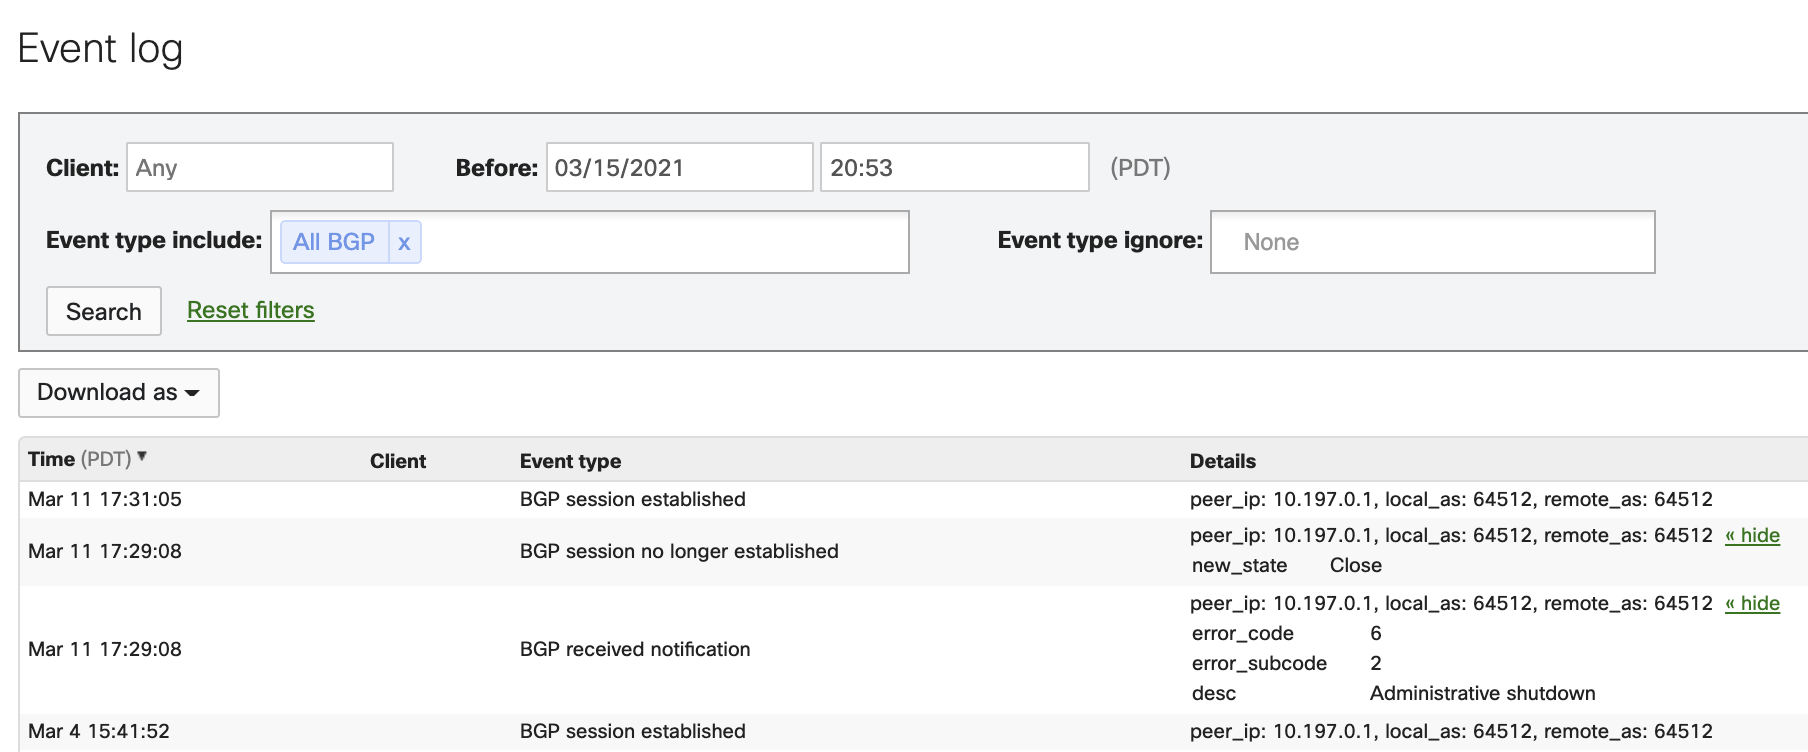 Event log
Client: Any Before: 03/15/2021 20:53 (PDT)
Event type include: All BGP x Event type ignore: None
Search Reset filters
Download as
Time (PDT) ▼ Client Event type Details
Mar 11 17:31:05 BGP session established peer_ip: 10.197.0.1, local_as: 64512, remote_as: 64512
peer_ip: 10.197.0.1, local_as: 64512, remote_as: 64512 « hide
Mar 11 17:29:08 BGP session no longer established
new_state Close
peer_ip: 10.197.0.1, local_as: 64512, remote_as: 64512 « hide
error_code 6
Mar 11 17:29:08 BGP received notification
error_subcode 2
desc Administrative shutdown
Mar 4 15:41:52 BGP session established peer_ip: 10.197.0.1, local_as: 64512, remote_as: 64512